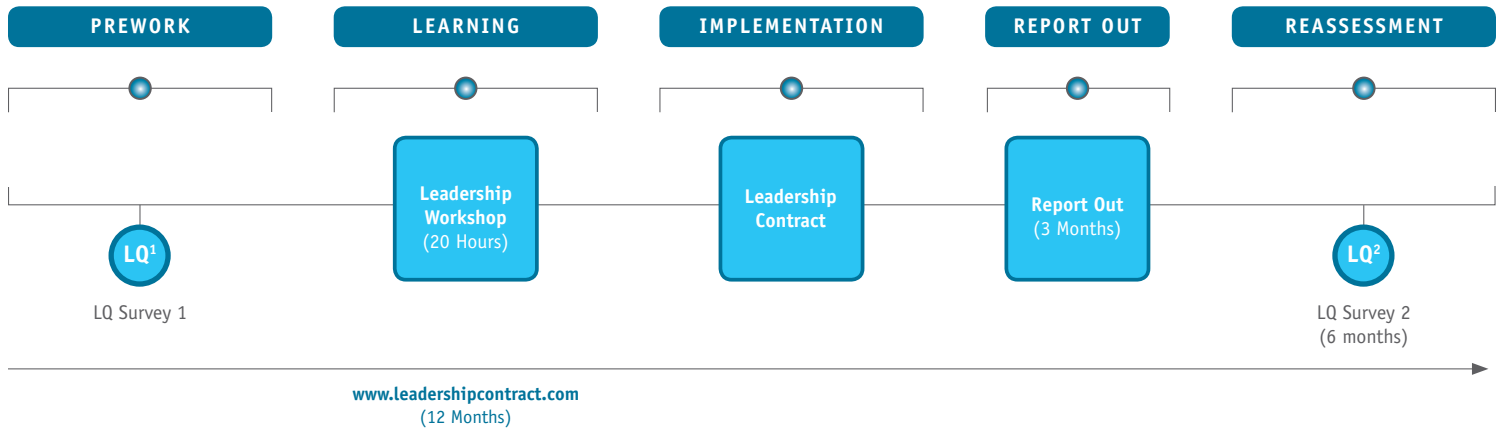 PREWORK
LEARNING
IMPLEMENTATION
REPORT OUT
REASSESSMENT
Leadership
Workshop
(20 Hours)
Leadership
Contract
Report Out
(3 Months)
LQ¹
LQ Survey 1
LQ²
LQ Survey 2
(6 months)
www.leadershipcontract.com
(12 Months)